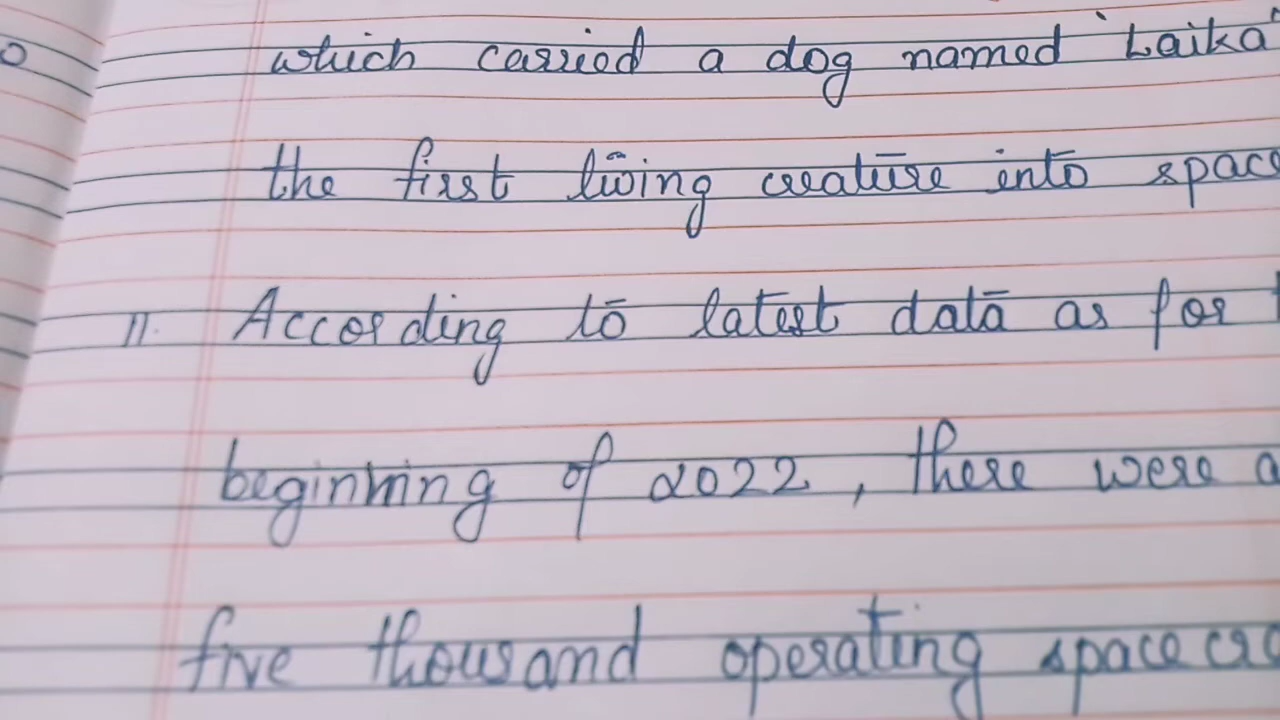 which carried a dog named 'Laika'
the first living creature into space
11. According to latest data as for
beginning of 2022, there were a
five thousand operating spacecra